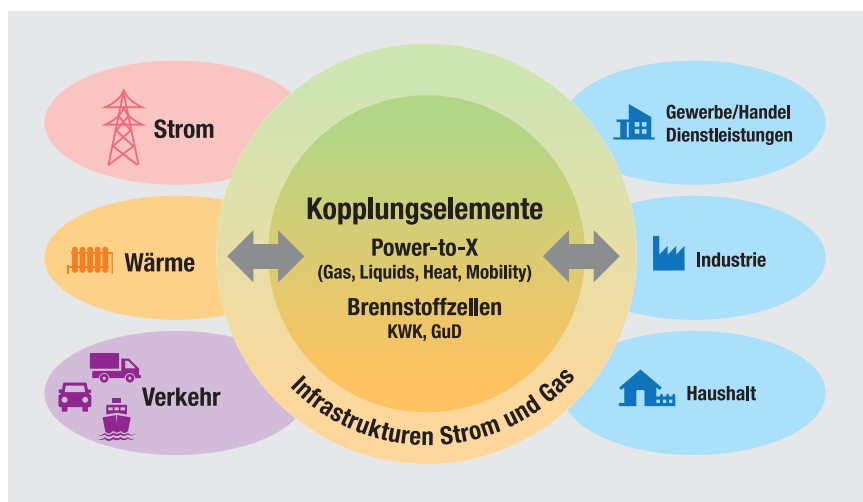 Strom
Wärme
Verkehr
Kopplungselemente
Power-to-X
(Gas, Liquids, Heat, Mobility)
Brennstoffzellen
KWK, GuD
Infrastrukturen Strom und Gas
Gewerbe/Handel
Dienstleistungen
Industrie
Haushalt